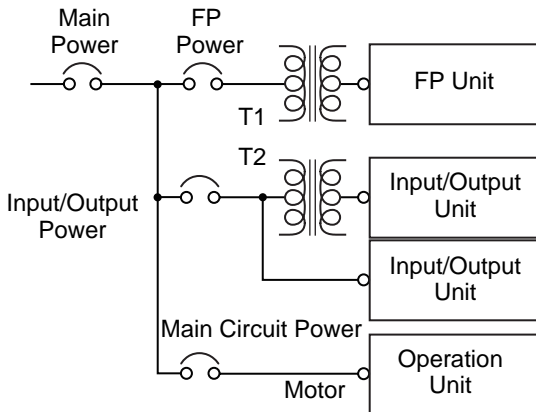 Main
Power
FP
Power
T1
FP Unit
T2
Input/Output
Power
Input/Output
Unit
Input/Output
Unit
Main Circuit Power
Motor
Operation
Unit